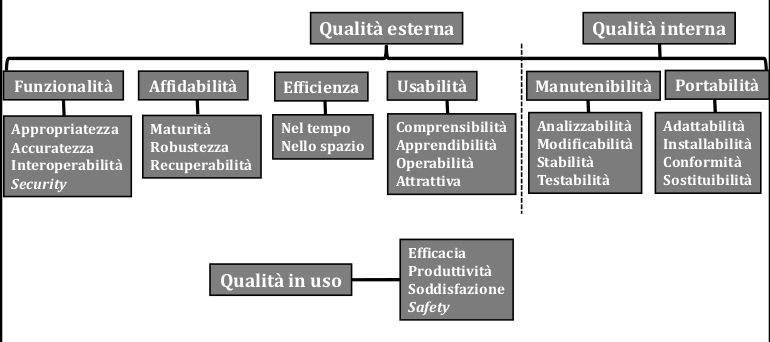 Qualità esterna
Qualità interna
Funzionalità
Affidabilità
Efficienza
Usabilità
Manutenibilità
Portabilità
Appropriatezza
Accuratezza
Interoperabilità
Security
Maturità
Robustezza
Recuperabilità
Nel tempo
Nello spazio
Comprensibilità
Apprendibilità
Operabilità
Attrattiva
Analizzabilità
Modificabilità
Stabilità
Testabilità
Adattabilità
Installabilità
Conformità
Sostituibilità
Qualità in uso
Efficacia
Produttività
Soddisfazione
Safety